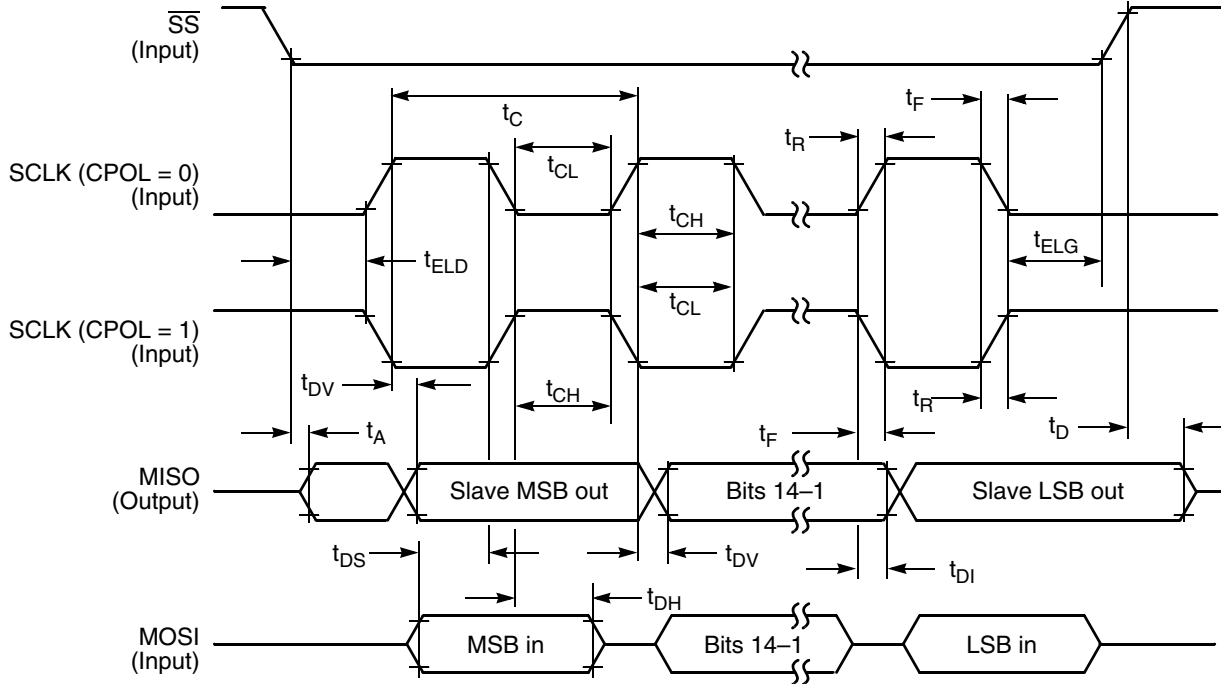 SS
(Input)
t_C
t_F
t_R
SCLK (CPOL = 0)
(Input)
t_CL
t_CH
t_ELD
t_ELG
t_CL
SCLK (CPOL = 1)
(Input)
t_DV
t_CH
t_R
t_A
t_F
t_D
MISO
(Output)
Slave MSB out
Bits 14–1
Slave LSB out
t_DS
t_DV
t_DI
t_DH
MOSI
(Input)
MSB in
Bits 14–1
LSB in